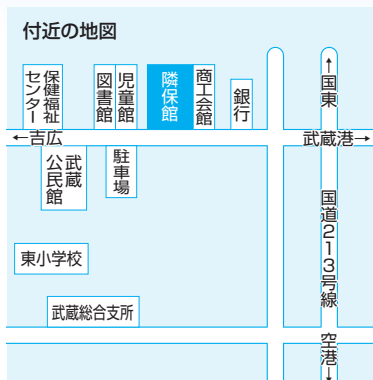 付近の地図
保健福祉
センター
図書館
児童館
隣保館
商工会館
銀行
↑国東
←吉広
武蔵港→
武蔵
公民館
駐車場
国道213号線
東小学校
武蔵総合支所
空港↓